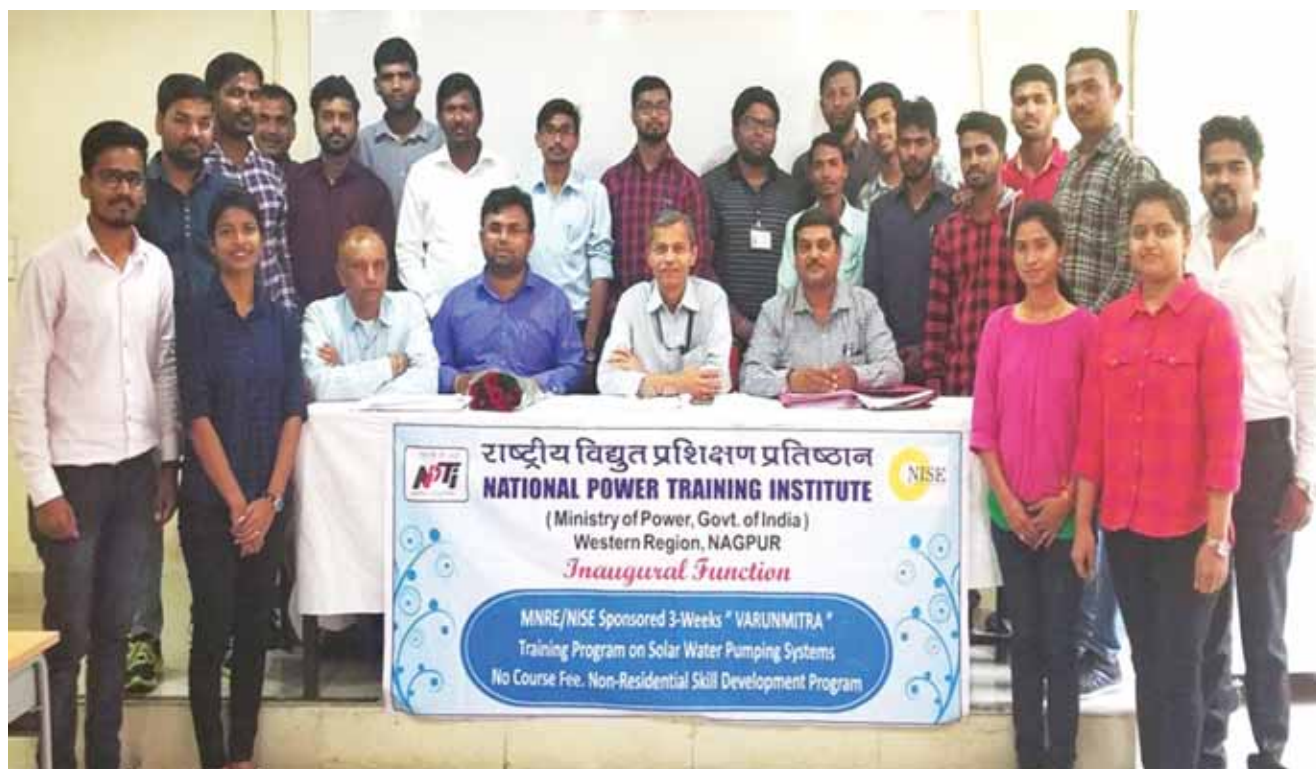 राष्ट्रीय विद्युत प्रशिक्षण प्रतिष्ठान
NPTi
NATIONAL POWER TRAINING INSTITUTE
NISE
( Ministry of Power, Govt. of India )
Western Region, NAGPUR
Inaugural Function
MNRE/NISE Sponsored 3-Weeks " VARUNMITRA "
Training Program on Solar Water Pumping Systems
No Course Fee. Non-Residential Skill Development Program